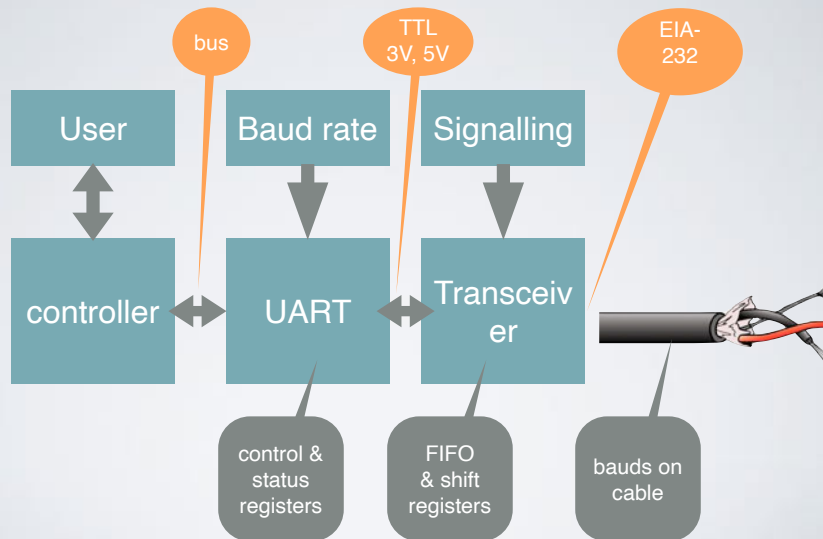 bus
TTL
3V, 5V
EIA-
232
User
Baud rate
Signalling
controller
UART
Transceiv
er
control &
status
registers
FIFO
& shift
registers
bauds on
cable